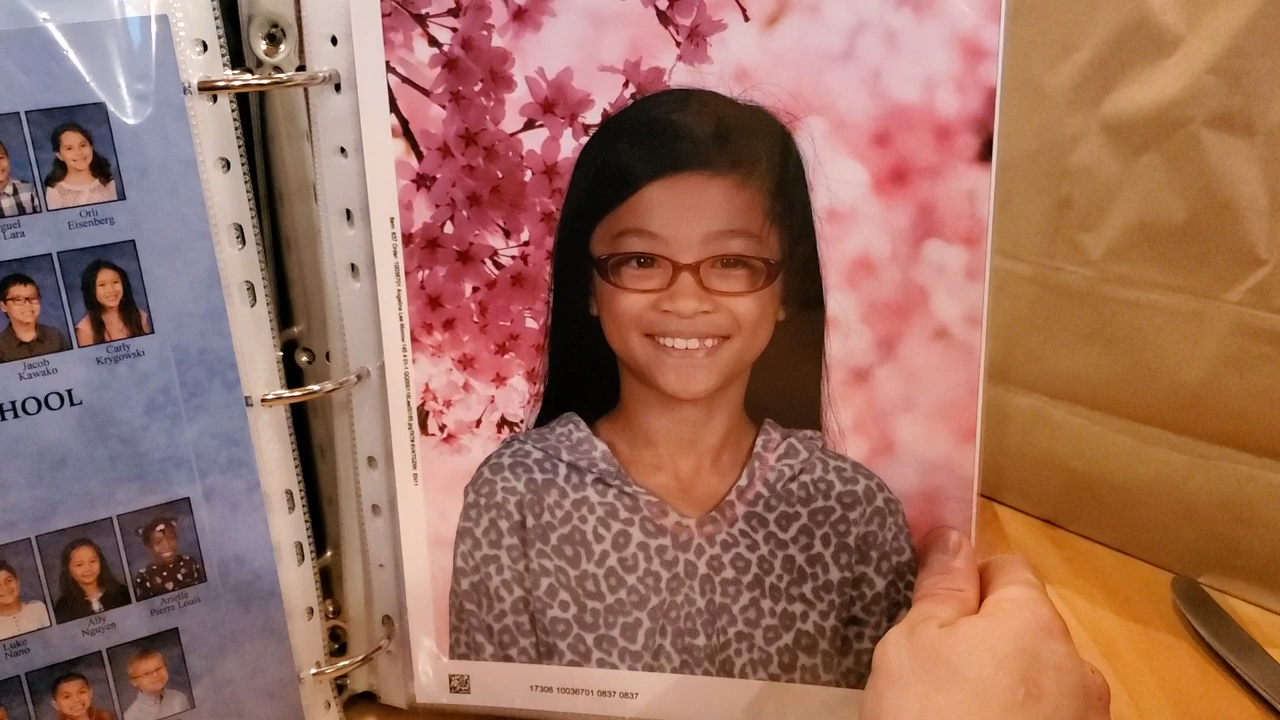 guel
Lara
Orli
Eisenberg
Jacob
Kawako
Carly
Krygowski
HOOL
Luke
Nano
Ally
Nguyen
Arielle
Pierre Louis
17306 10036701 0837 0837